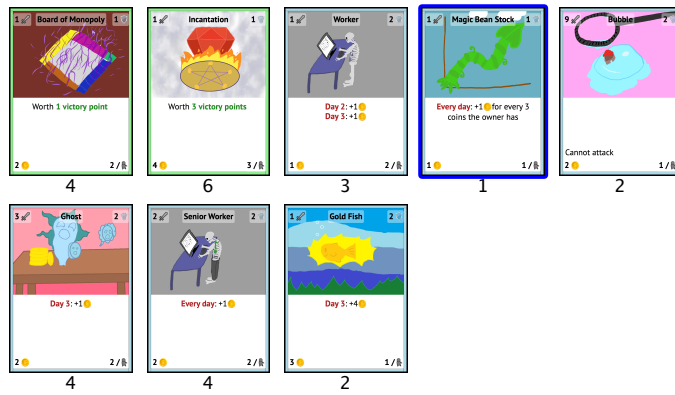 1 Board of Monopoly 1
Worth 1 victory point
2 2/
4
1 Incantation 1
Worth 3 victory points
4 3/
6
1 Worker 2
Day 2: +1
Day 3: +1
1 2/
3
1 Magic Bean Stock 1
Every day: +1 for every 3
coins the owner has
1 1/
1
9 Bubble 2
Cannot attack
2 1/
2
3 Ghost 2
Day 3: +1
2 2/
4
2 Senior Worker 2
Every day: +1
2 2/
4
1 Gold Fish 2
Day 3: +4
3 1/
2